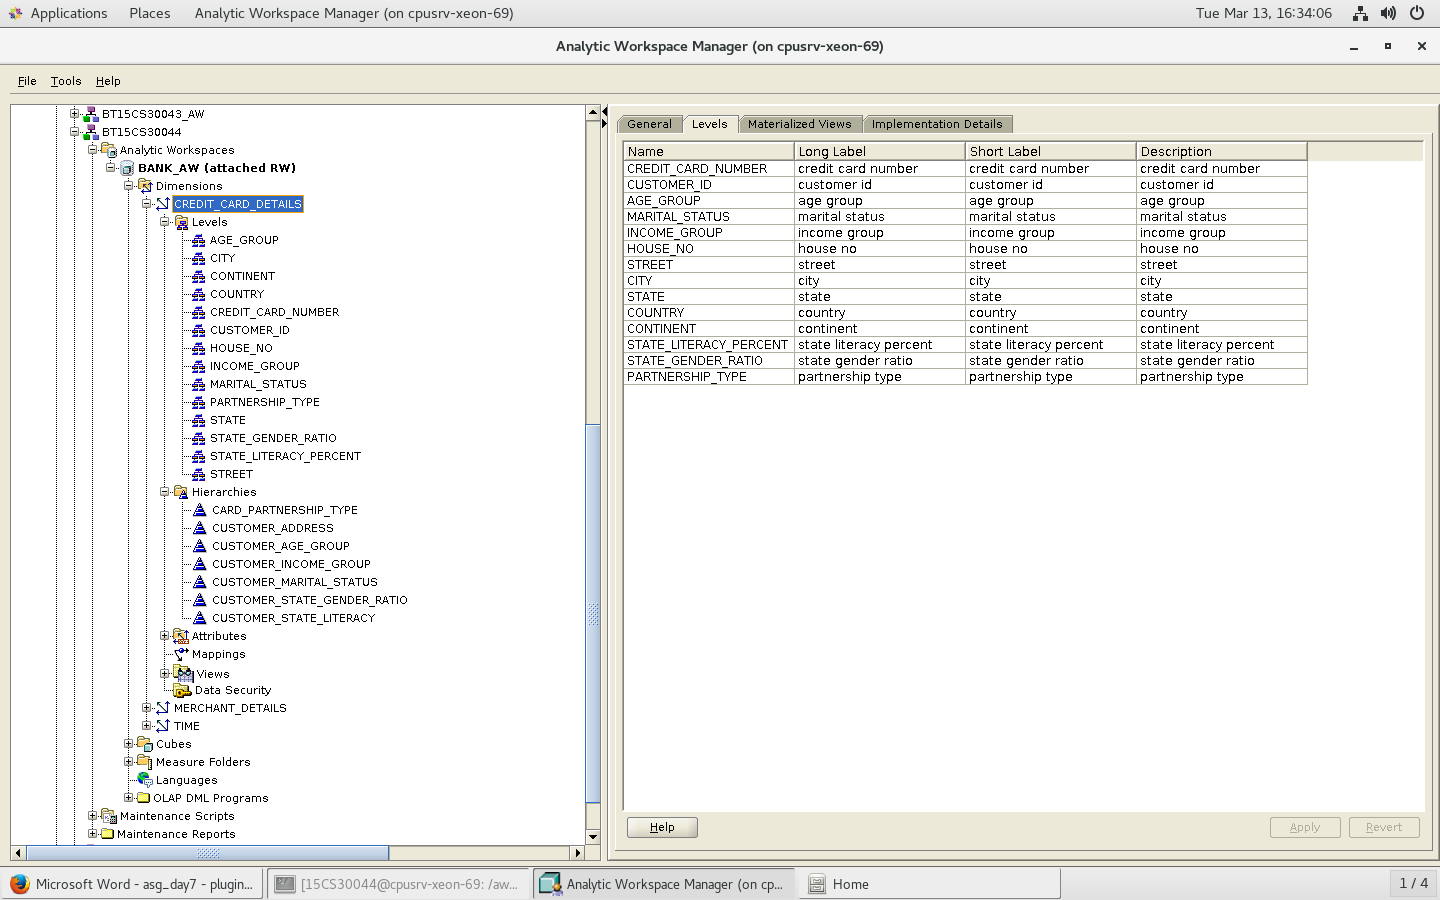 Applications Places Analytic Workspace Manager (on cpusrv-xeon-69) Tue Mar 13, 16:34:06
Analytic Workspace Manager (on cpusrv-xeon-69)
File Tools Help
BT15CS30043_AW
BT15CS30044
Analytic Workspaces
BANK_AW (attached RW)
Dimensions
CREDIT_CARD_DETAILS
Levels
AGE_GROUP
CITY
CONTINENT
COUNTRY
CREDIT_CARD_NUMBER
CUSTOMER_ID
HOUSE_NO
INCOME_GROUP
MARITAL_STATUS
PARTNERSHIP_TYPE
STATE
STATE_GENDER_RATIO
STATE_LITERACY_PERCENT
STREET
Hierarchies
CARD_PARTNERSHIP_TYPE
CUSTOMER_ADDRESS
CUSTOMER_AGE_GROUP
CUSTOMER_INCOME_GROUP
CUSTOMER_MARITAL_STATUS
CUSTOMER_STATE_GENDER_RATIO
CUSTOMER_STATE_LITERACY
Attributes
Mappings
Views
Data Security
MERCHANT_DETAILS
TIME
Cubes
Measure Folders
Languages
OLAP DML Programs
Maintenance Scripts
Maintenance Reports
General Levels Materialized Views Implementation Details
Name Long Label Short Label Description
CREDIT_CARD_NUMBER credit card number credit card number credit card number
CUSTOMER_ID customer id customer id customer id
AGE_GROUP age group age group age group
MARITAL_STATUS marital status marital status marital status
INCOME_GROUP income group income group income group
HOUSE_NO house no house no house no
STREET street street street
CITY city city city
STATE state state state
COUNTRY country country country
CONTINENT continent continent continent
STATE_LITERACY_PERCENT state literacy percent state literacy percent state literacy percent
STATE_GENDER_RATIO state gender ratio state gender ratio state gender ratio
PARTNERSHIP_TYPE partnership type partnership type partnership type
Help Apply Revert
Microsoft Word - asg_day7 - plugin... [15CS30044@cpusrv-xeon-69: /aw... Analytic Workspace Manager (on cp... Home 1 / 4